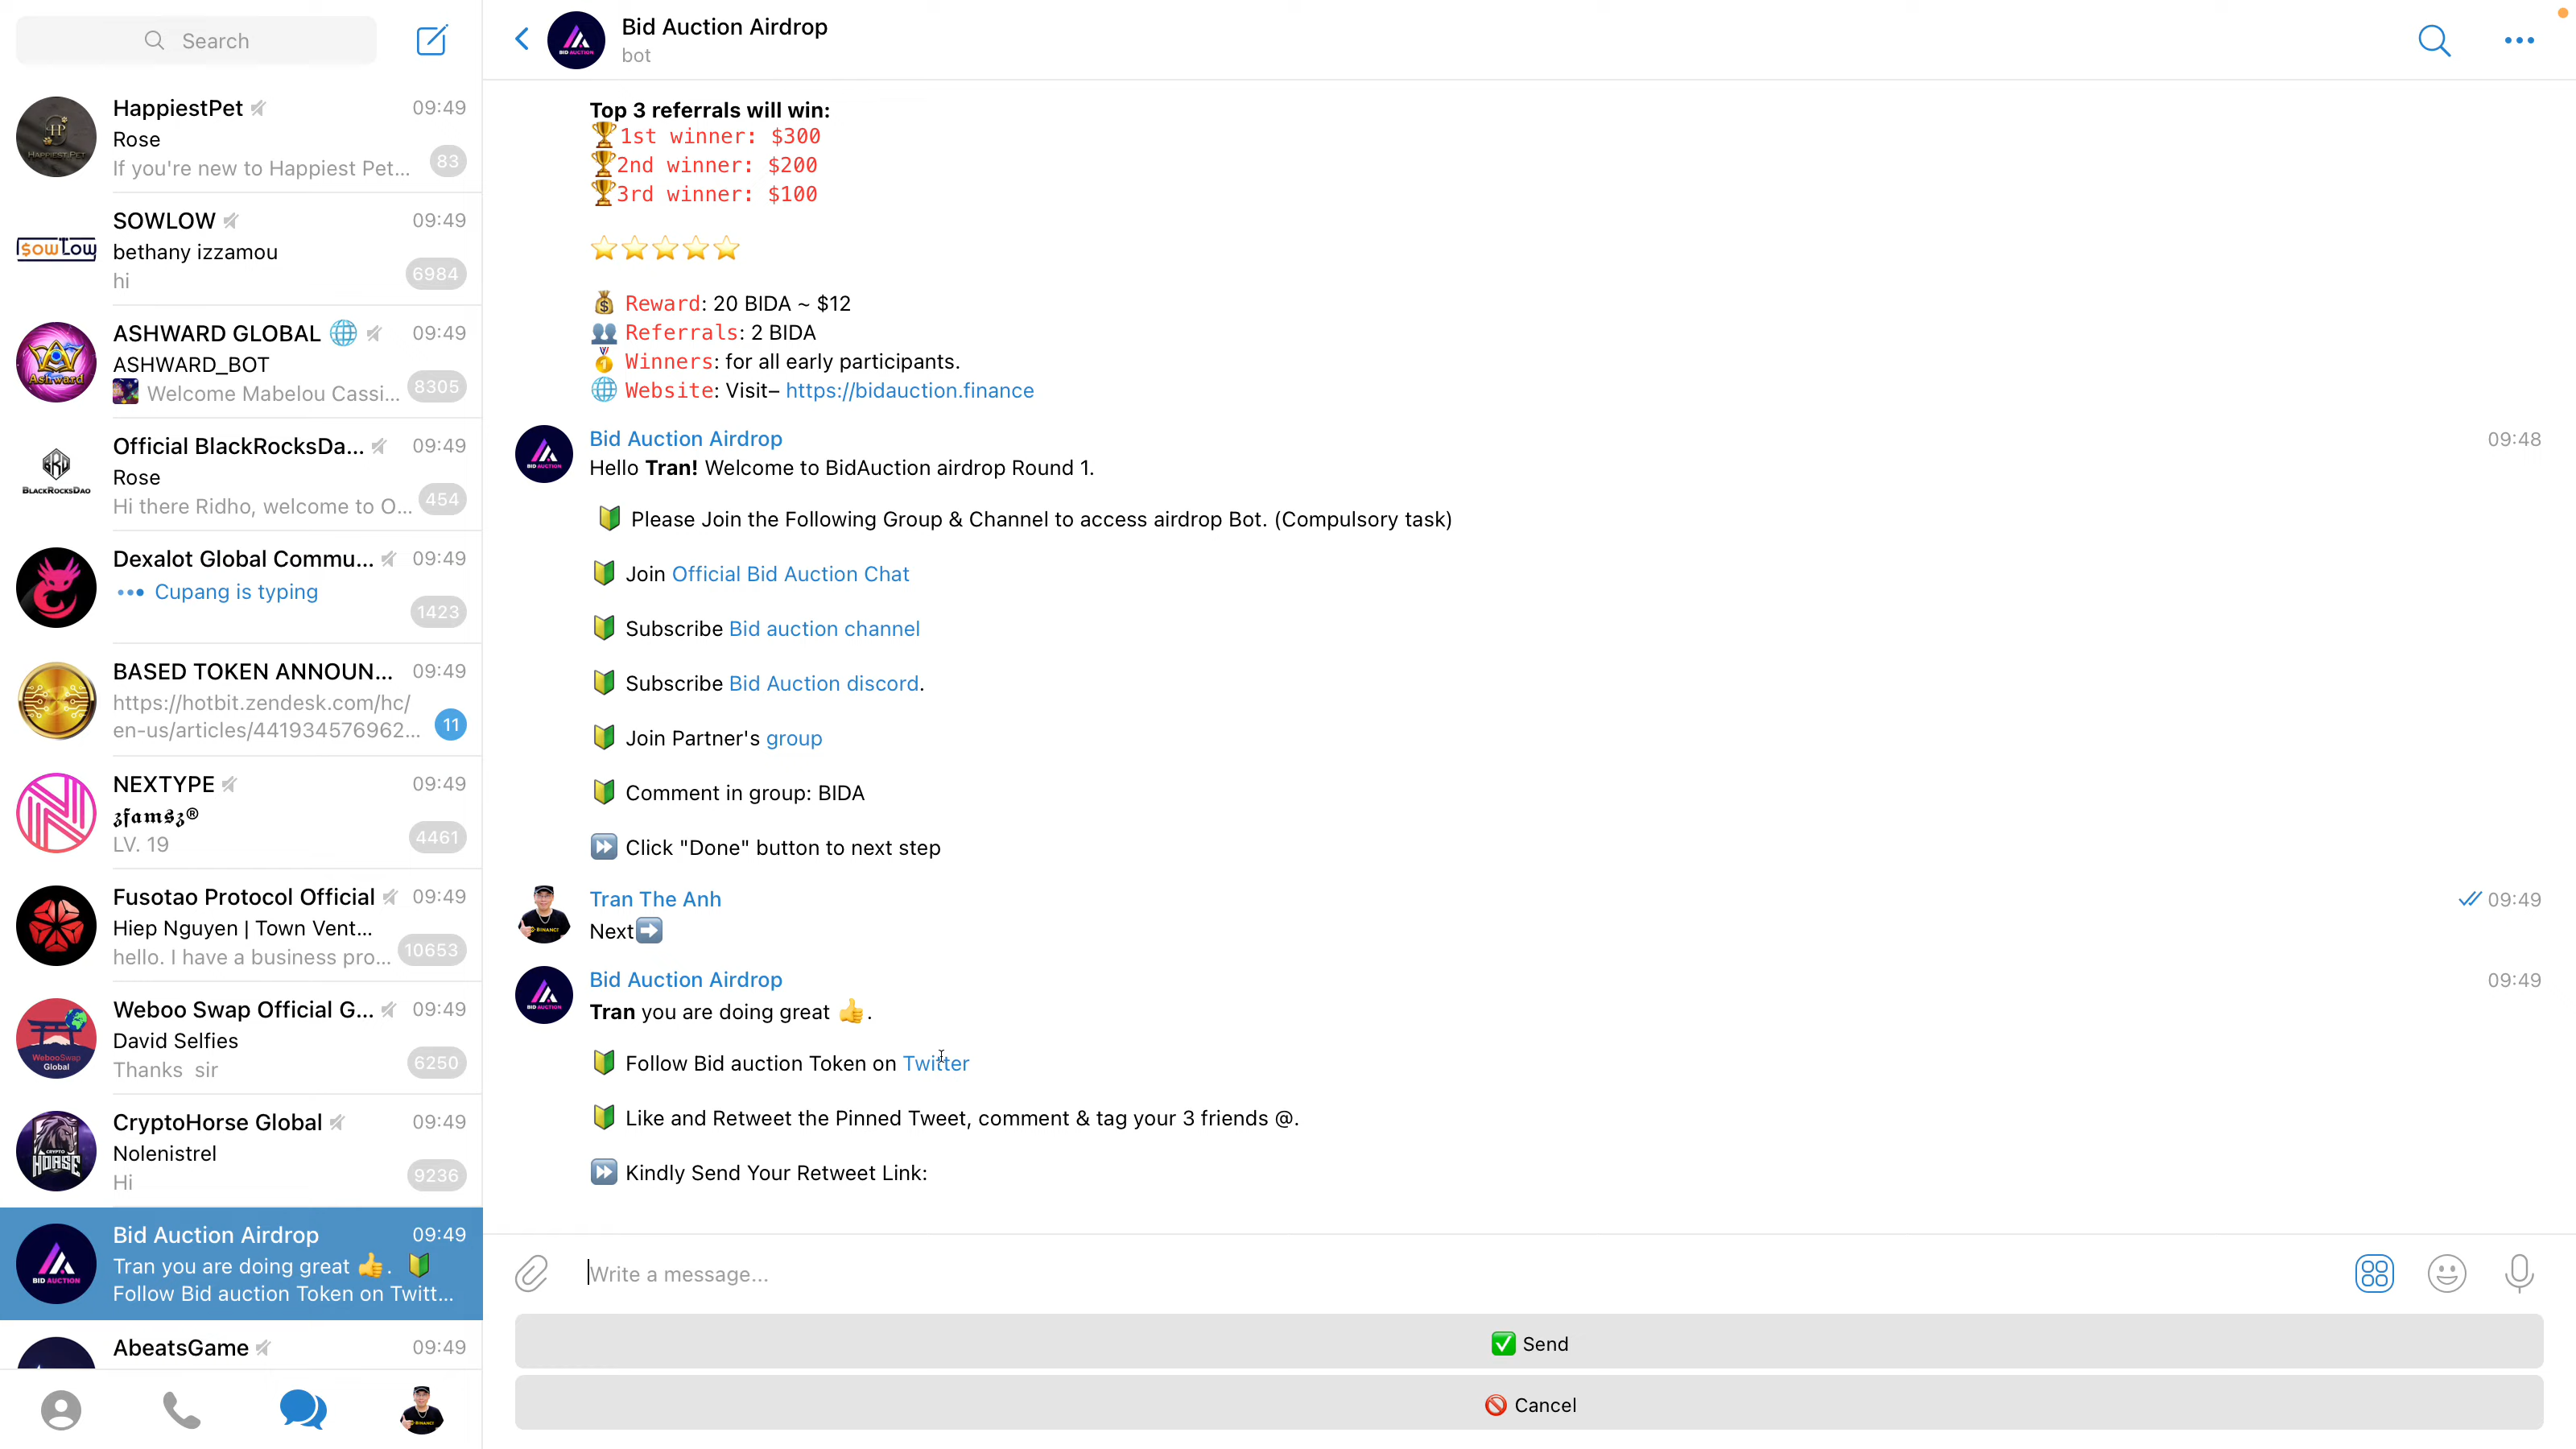 Search
HappiestPet
09:49
Rose
If you're new to Happiest Pet...
83
SOWLOW
09:49
bethany izzamou
hi
6984
ASHWARD GLOBAL
09:49
ASHWARD_BOT
Welcome Mabelou Cassi...
8305
Official BlackRocksDa...
09:49
Rose
Hi there Ridho, welcome to O...
454
Dexalot Global Commu...
09:49
Cupang is typing
1423
BASED TOKEN ANNOUN...
09:49
https://hotbit.zendesk.com/hc/
en-us/articles/441934576962...
11
NEXTYPE
09:49
𝖟𝖋𝖆𝖒𝖘𝖟®
LV. 19
4461
Fusotao Protocol Official
09:49
Hiep Nguyen | Town Vent...
hello. I have a business pro...
10653
Weboo Swap Official G...
09:49
David Selfies
Thanks sir
6250
CryptoHorse Global
09:49
Nolenistrel
Hi
9236
Bid Auction Airdrop
09:49
Tran you are doing great 👍. 🔰
Follow Bid auction Token on Twitt...
AbeatsGame
09:49
Bid Auction Airdrop
bot
Top 3 referrals will win:
🏆1st winner: $300
🏆2nd winner: $200
🏆3rd winner: $100
⭐⭐⭐⭐⭐
💰 Reward: 20 BIDA ~ $12
👥 Referrals: 2 BIDA
🥇 Winners: for all early participants.
🌐 Website: Visit– https://bidauction.finance
Bid Auction Airdrop
09:48
Hello Tran! Welcome to BidAuction airdrop Round 1.
🔰 Please Join the Following Group & Channel to access airdrop Bot. (Compulsory task)
🔰 Join Official Bid Auction Chat
🔰 Subscribe Bid auction channel
🔰 Subscribe Bid Auction discord.
🔰 Join Partner's group
🔰 Comment in group: BIDA
⏩ Click "Done" button to next step
Tran The Anh
09:49
Next➡️
Bid Auction Airdrop
09:49
Tran you are doing great 👍.
🔰 Follow Bid auction Token on Twitter
🔰 Like and Retweet the Pinned Tweet, comment & tag your 3 friends @.
⏩ Kindly Send Your Retweet Link:
Write a message...
✅ Send
🚫 Cancel